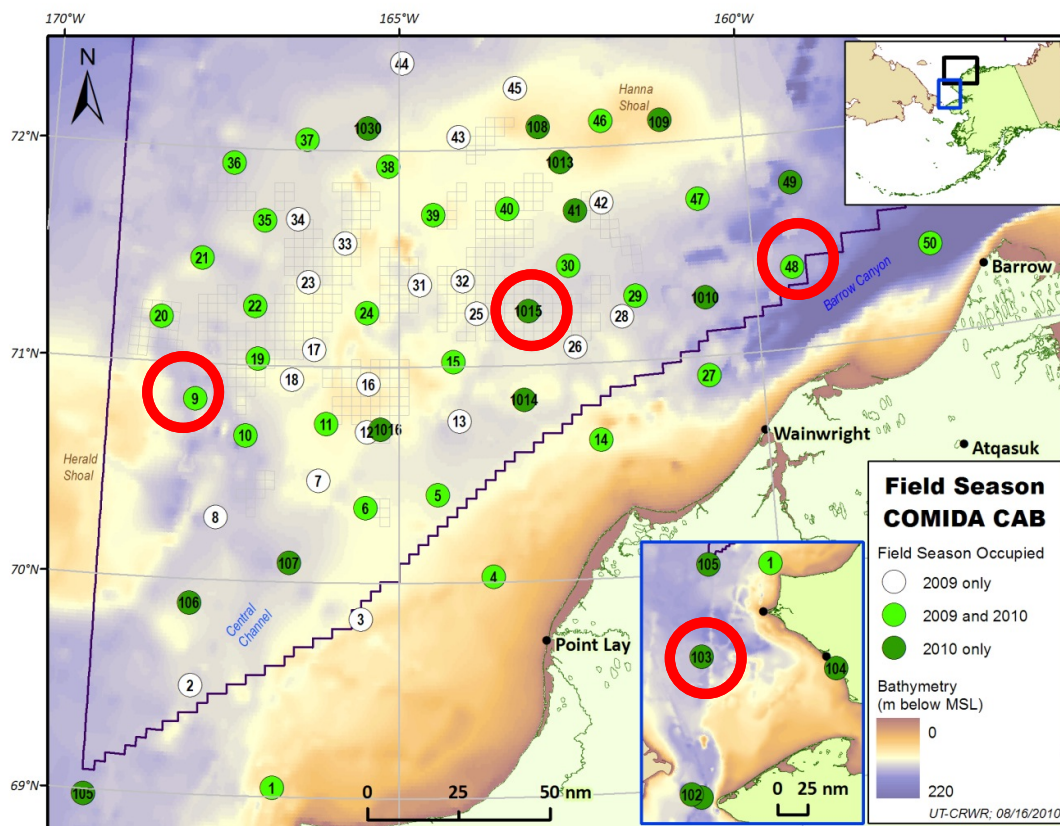 170°W
165°W
160°W
N
44
45
Hanna
Shoal
46
109
72°N
37
1030
43
108
36
38
1013
49
47
42
40
41
39
35
34
33
50
48
21
30
Barrow
23
31
32
29
1010
22
20
24
25
1015
28
Barrow Canyon
26
17
71°N
19
15
18
16
27
9
1014
13
11
12
1016
10
14
Wainwright
Atqasuk
Herald
Shoal
7
5
6
8
107
70°N
4
106
Central
Channel
3
Point Lay
2
69°N
105
1
0
25
50 nm
105
1
103
104
102
0 25 nm
Field Season
COMIDA CAB
Field Season Occupied
2009 only
2009 and 2010
2010 only
Bathymetry
(m below MSL)
0
220
UT-CRWR; 08/16/2010